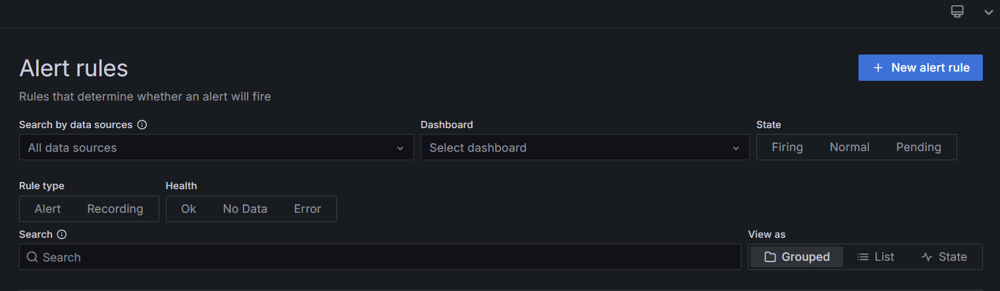 Alert rules
+ New alert rule
Rules that determine whether an alert will fire
Search by data sources
Dashboard
State
All data sources
Select dashboard
Firing Normal Pending
Rule type
Health
Alert Recording
Ok No Data Error
Search
View as
Search
Grouped List State